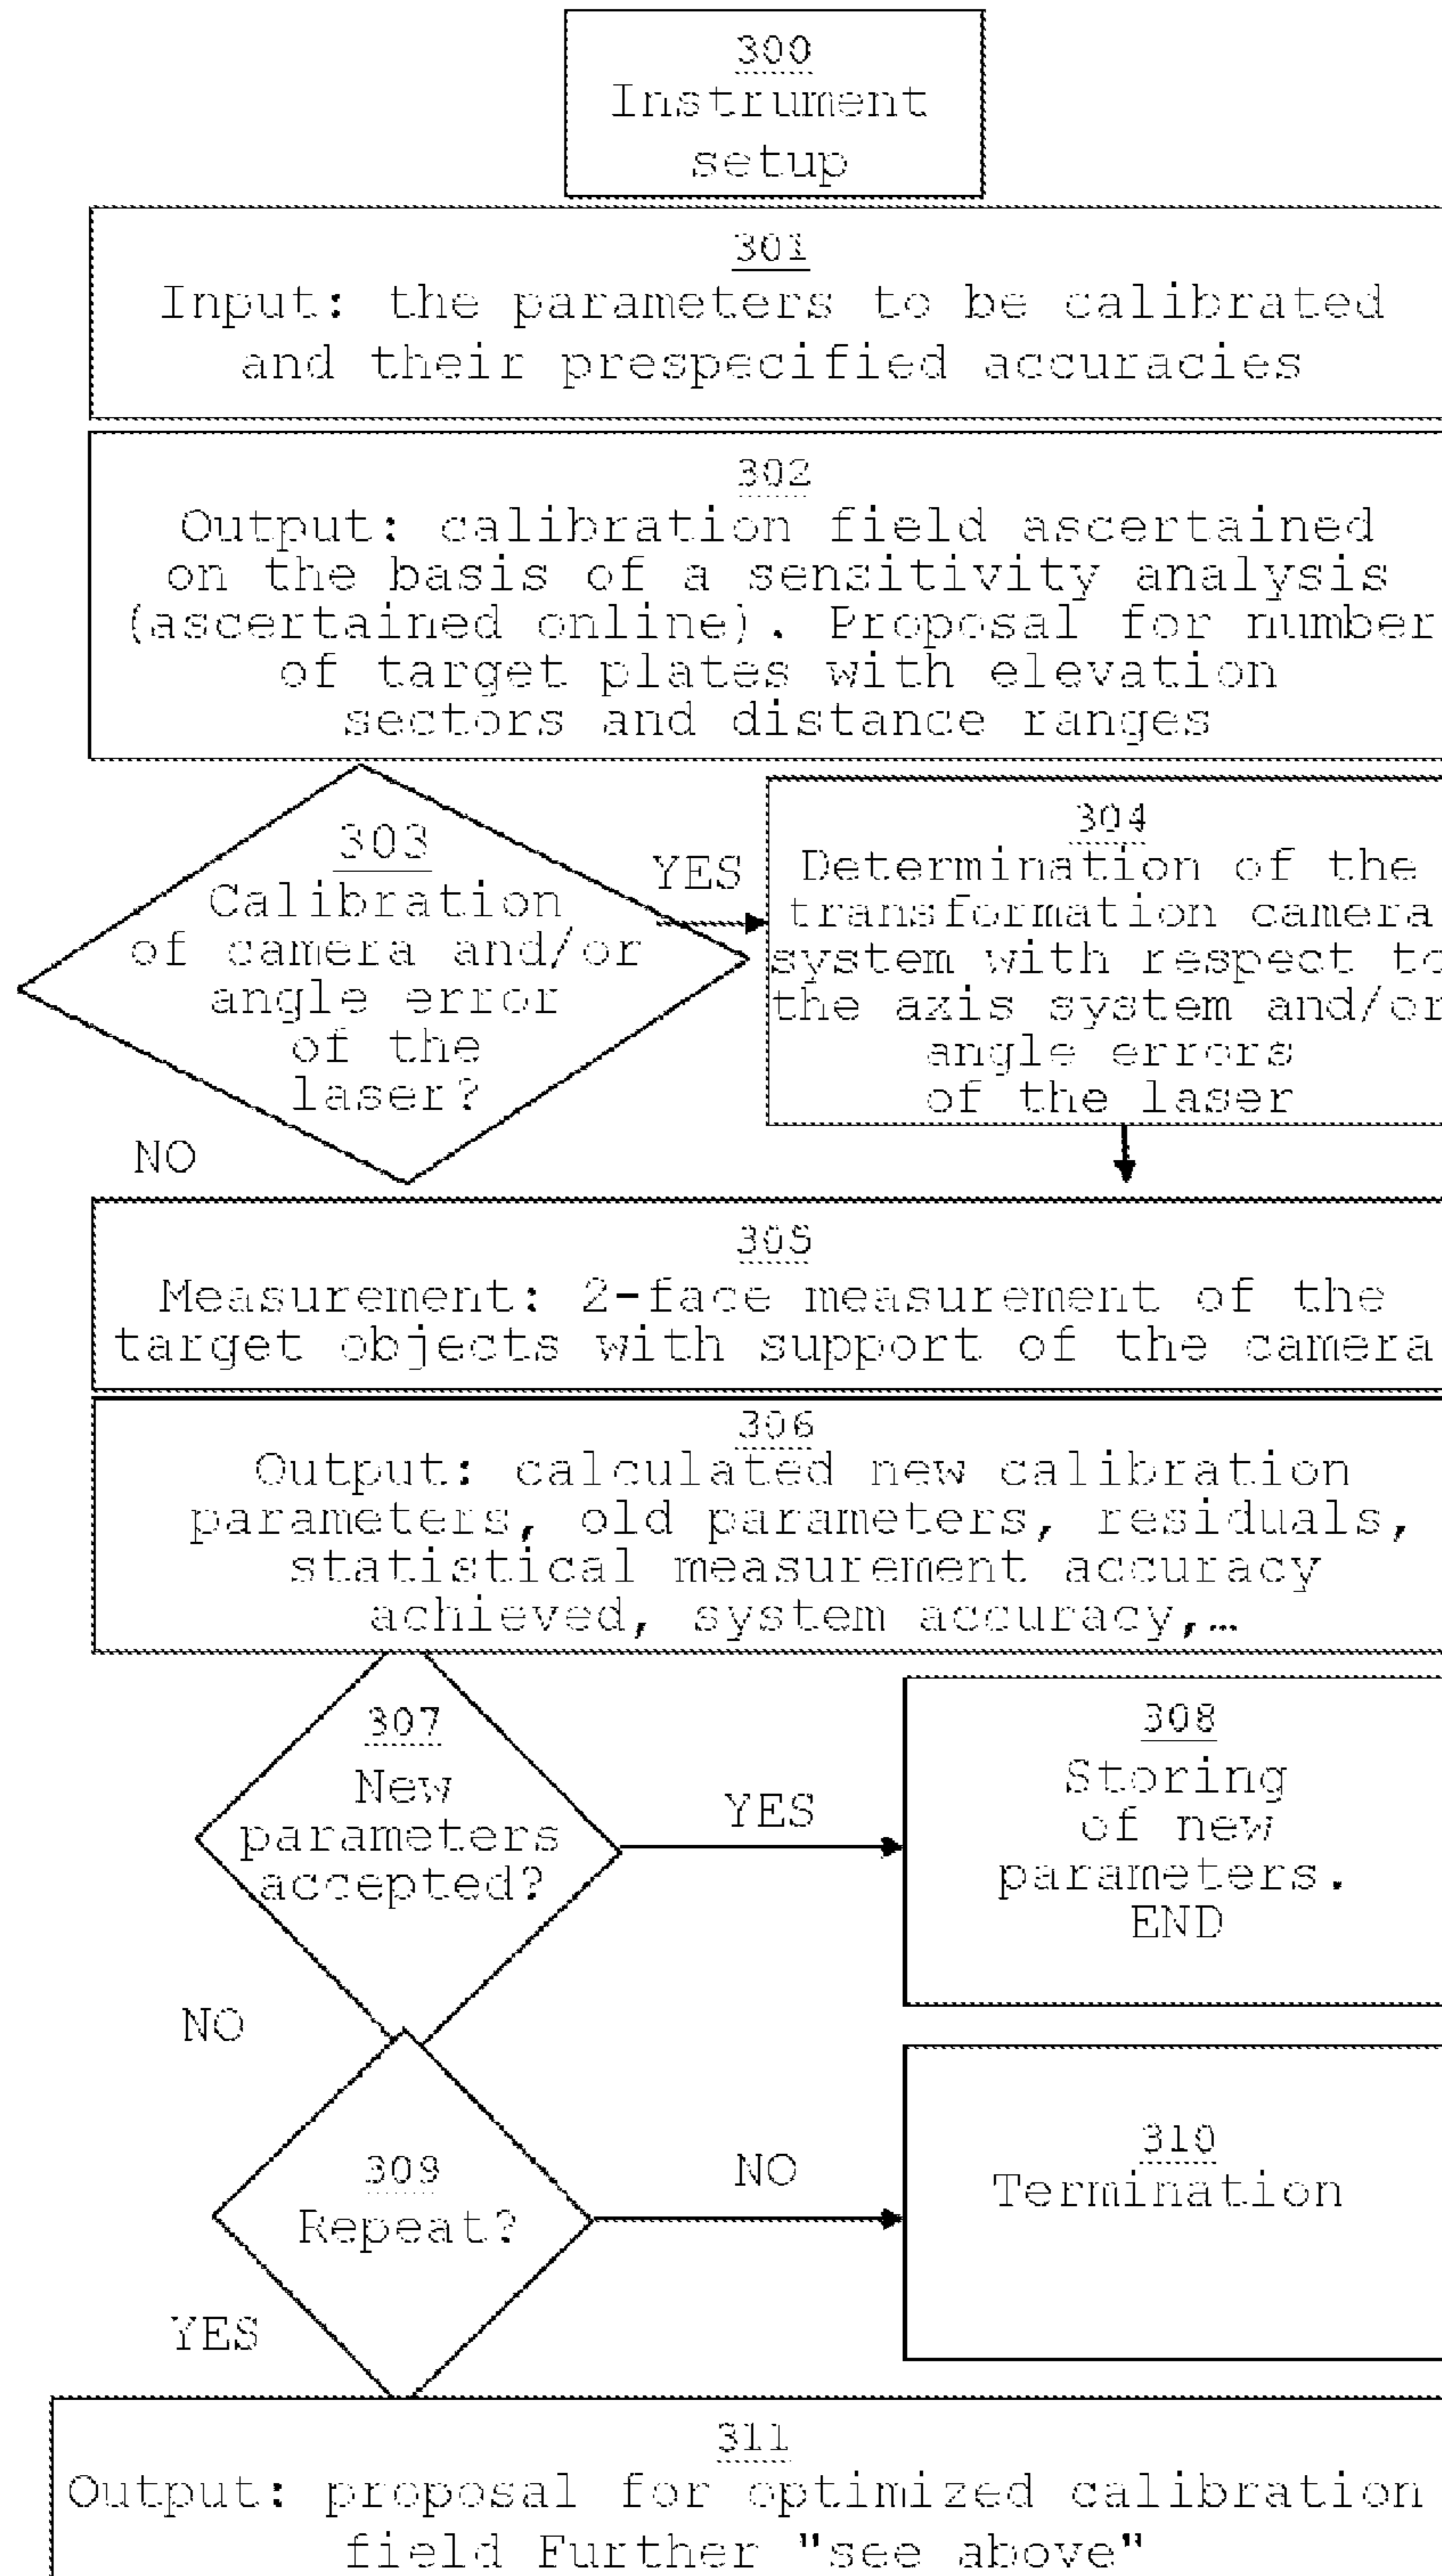 300
Instrument
setup
301
Input: the parameters to be calibrated
and their prespecified accuracies
302
Output: calibration field ascertained
on the basis of a sensitivity analysis
(ascertained online). Proposal for number
of target plates with elevation
sectors and distance ranges
303
Calibration
of camera and/or
angle error
of the
laser?
YES
NO
304
Determination of the
transformation camera
system with respect to
the axis system and/or
angle errors
of the laser
305
Measurement: 2-face measurement of the
target objects with support of the camera
306
Output: calculated new calibration
parameters, old parameters, residuals,
statistical measurement accuracy
achieved, system accuracy,…
307
New
parameters
accepted?
YES
NO
308
Storing
of new
parameters.
END
309
Repeat?
NO
YES
310
Termination
311
Output: proposal for optimized calibration
field Further "see above"